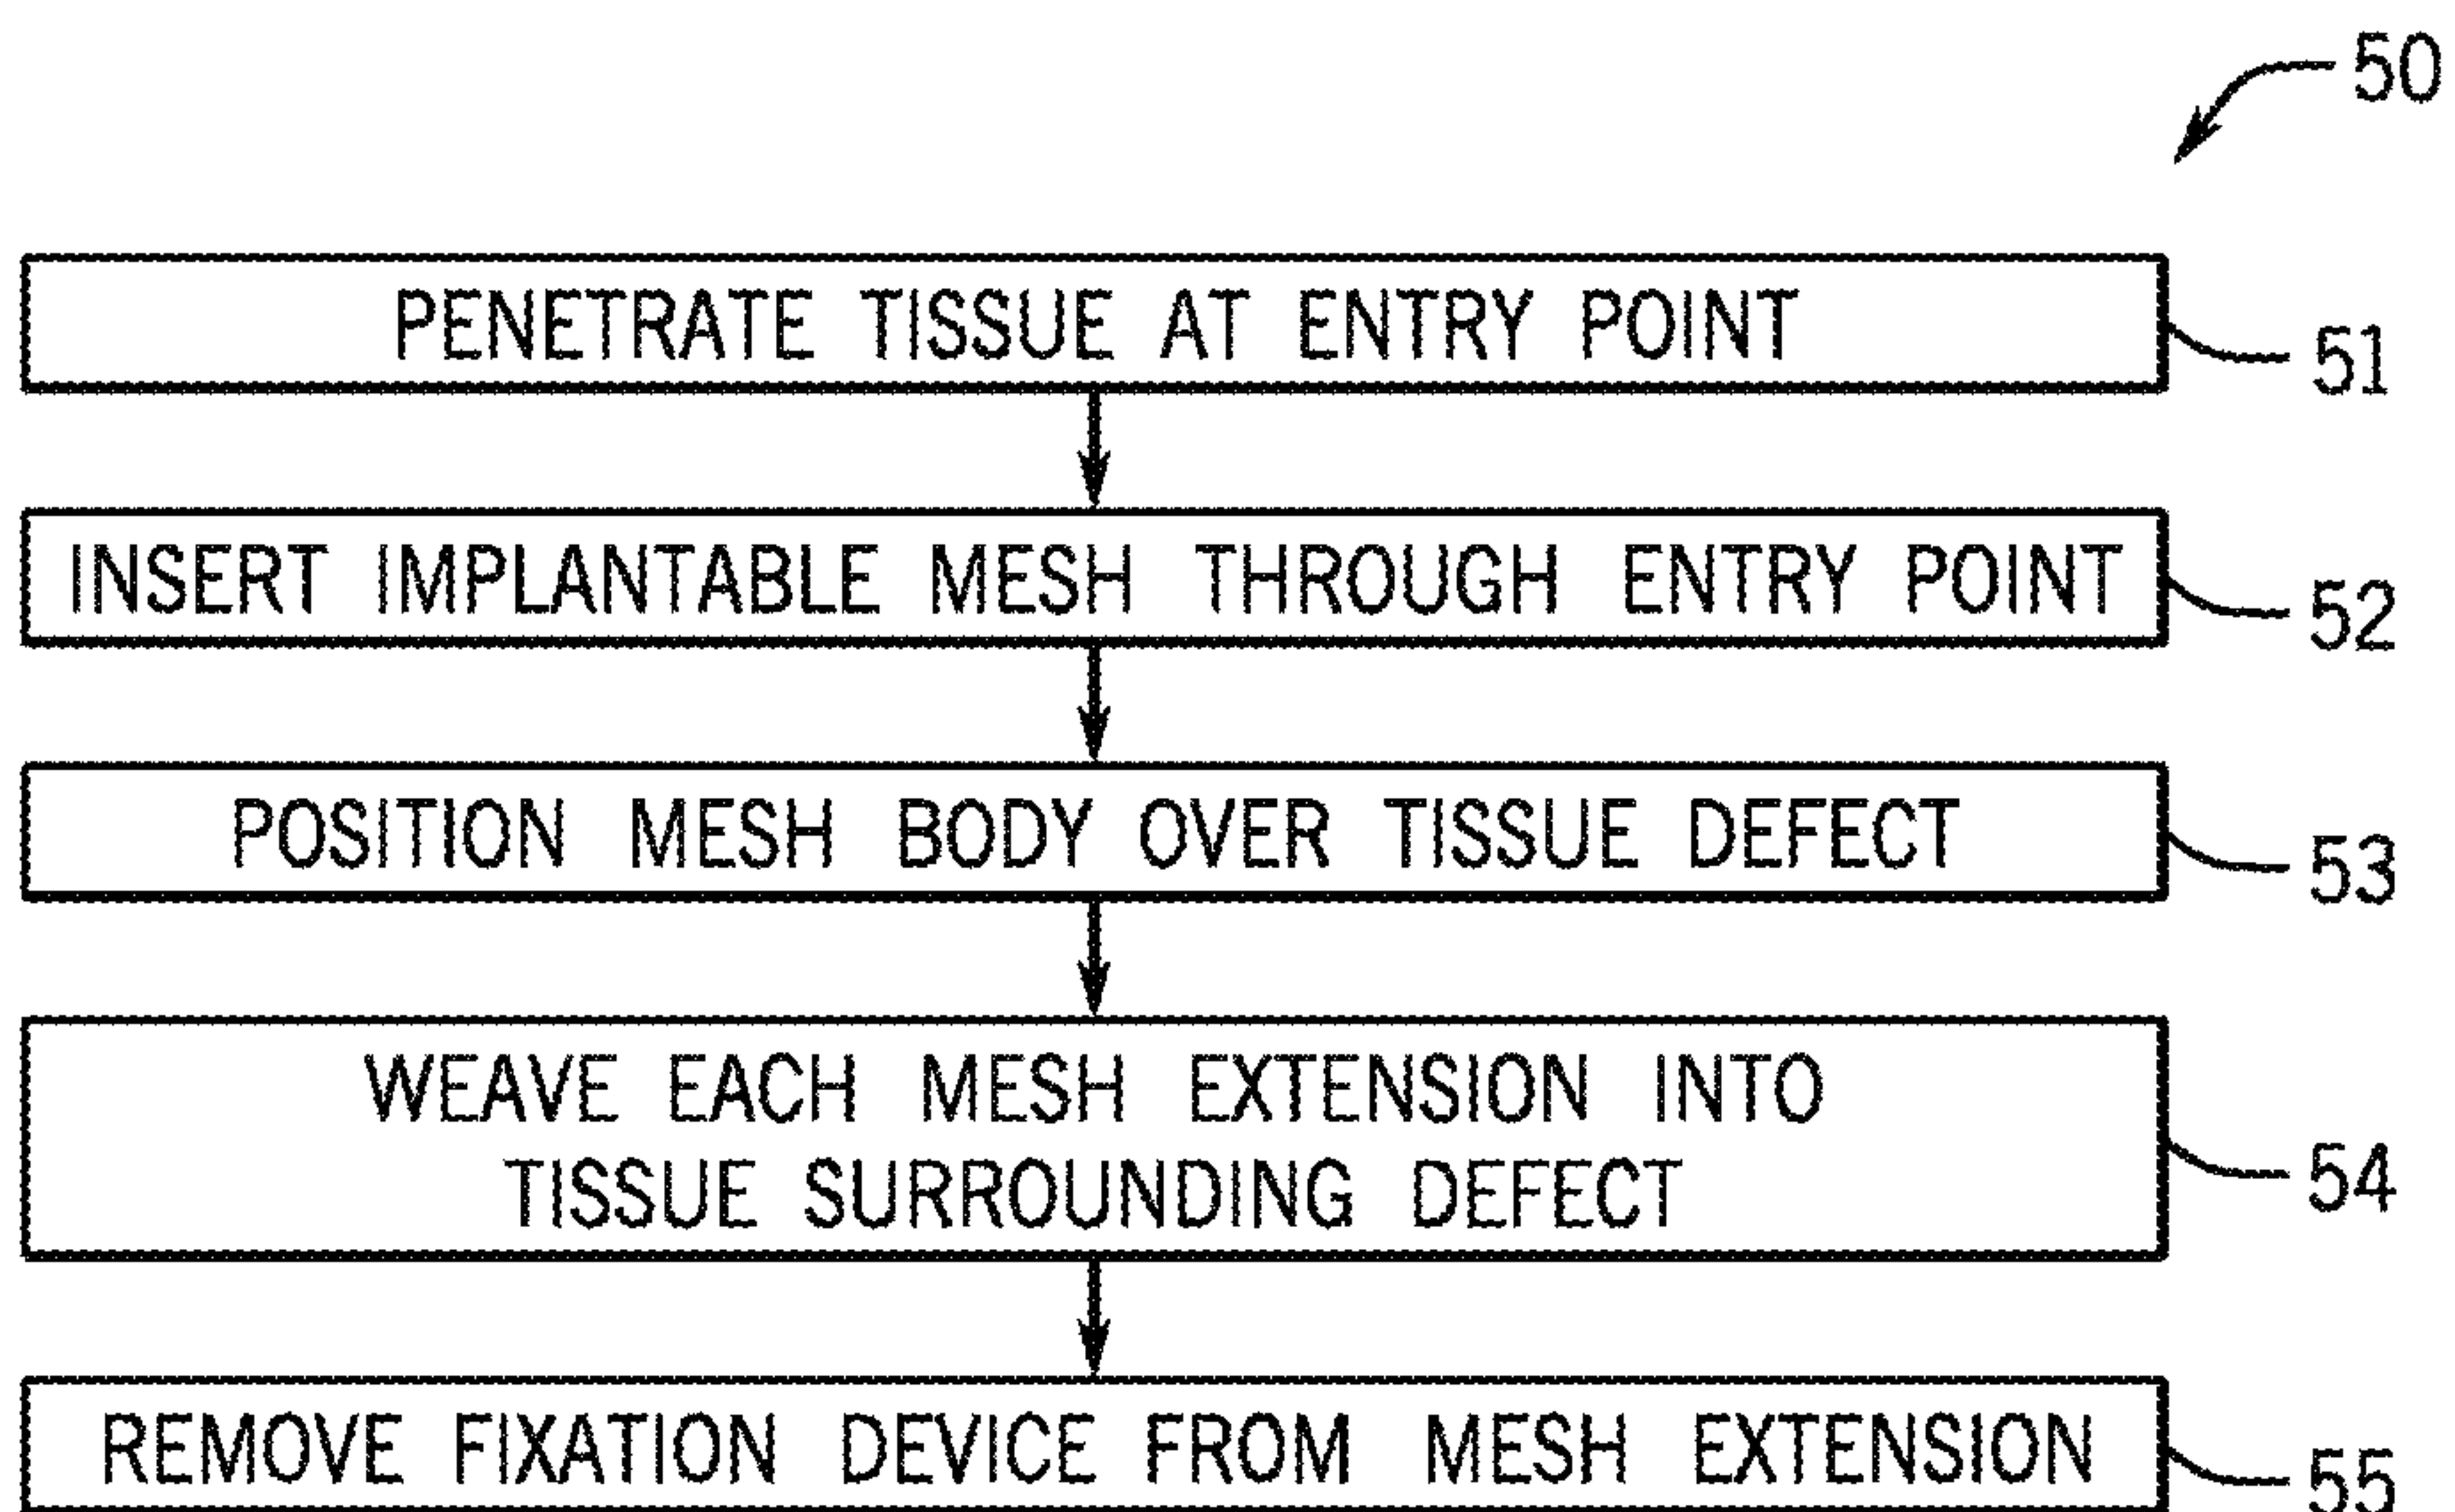 50
PENETRATE TISSUE AT ENTRY POINT
51
INSERT IMPLANTABLE MESH THROUGH ENTRY POINT
52
POSITION MESH BODY OVER TISSUE DEFECT
53
WEAVE EACH MESH EXTENSION INTO
TISSUE SURROUNDING DEFECT
54
REMOVE FIXATION DEVICE FROM MESH EXTENSION
55